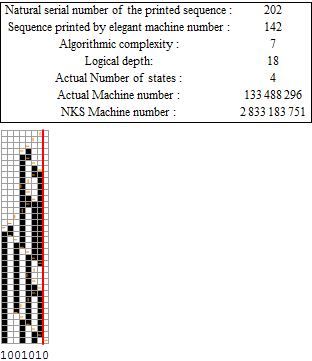 Natural serial number of the printed sequence : 202
Sequence printed by elegant machine number : 142
Algorithmic complexity : 7
Logical depth: 18
Actual Number of states : 4
Actual Machine number : 133 488 296
NKS Machine number : 2 833 183 751
1001010